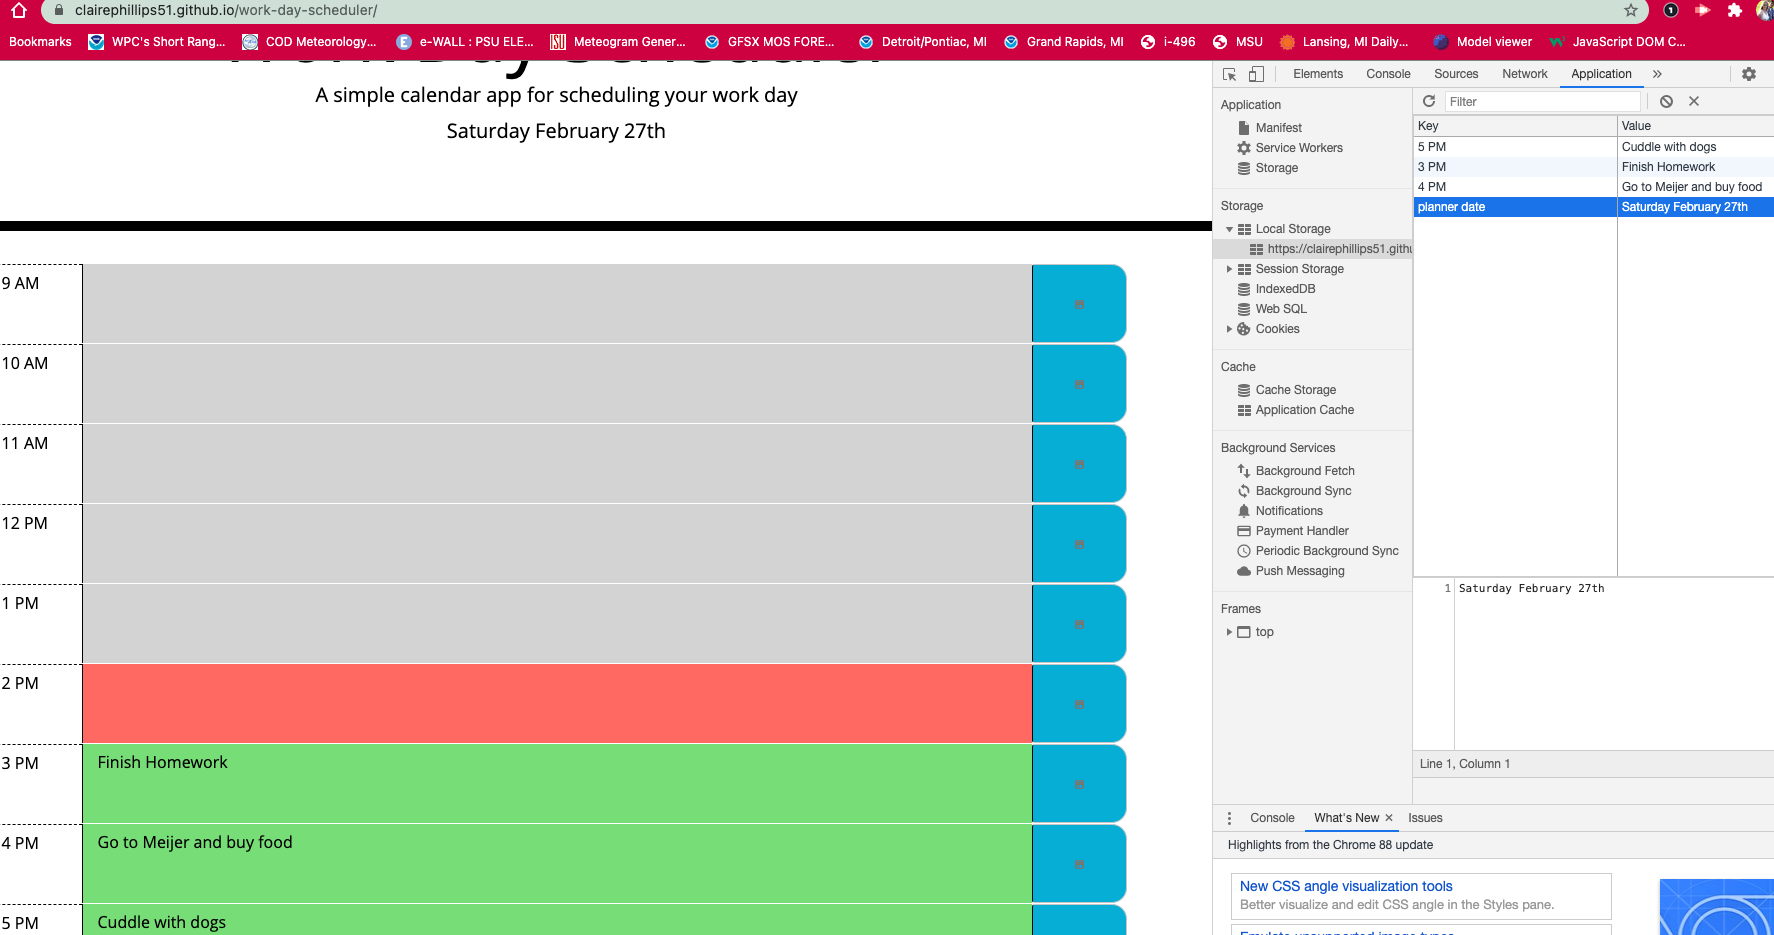 clairephillips51.github.io/work-day-scheduler/
Bookmarks WPC's Short Rang... COD Meteorology... e-WALL : PSU ELE... Meteogram Gener... GFSX MOS FORE... Detroit/Pontiac, MI Grand Rapids, MI i-496 MSU Lansing, MI Daily... Model viewer JavaScript DOM C...
Work Day Scheduler
A simple calendar app for scheduling your work day
Saturday February 27th
9 AM
10 AM
11 AM
12 PM
1 PM
2 PM
3 PM Finish Homework
4 PM Go to Meijer and buy food
5 PM Cuddle with dogs
Elements Console Sources Network Application »
Application
Manifest
Service Workers
Storage
Storage
Local Storage
https://clairephillips51.githu
Session Storage
IndexedDB
Web SQL
Cookies
Cache
Cache Storage
Application Cache
Background Services
Background Fetch
Background Sync
Notifications
Payment Handler
Periodic Background Sync
Push Messaging
Frames
top
Filter
Key Value
5 PM Cuddle with dogs
3 PM Finish Homework
4 PM Go to Meijer and buy food
planner date Saturday February 27th
1 Saturday February 27th
Line 1, Column 1
Console What's New × Issues
Highlights from the Chrome 88 update
New CSS angle visualization tools
Better visualize and edit CSS angle in the Styles pane.
Emulate unsupported image types